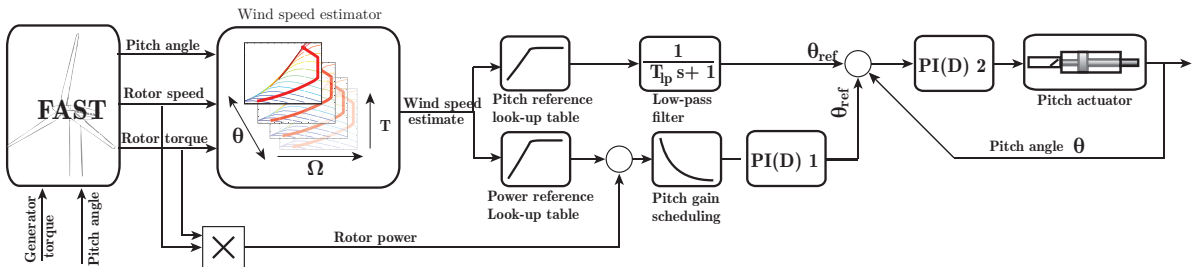 Wind speed estimator
Pitch angle
Rotor speed
Rotor torque
FAST
Generator
torque
Pitch angle
θ
Ω
T
Wind speed
estimate
Pitch reference
look-up table
1
T_lp s+ 1
Low-pass
filter
θ_ref
θ_ref
PI(D) 2
Pitch actuator
Pitch angle θ
Power reference
Look-up table
Pitch gain
scheduling
PI(D) 1
×
Rotor power